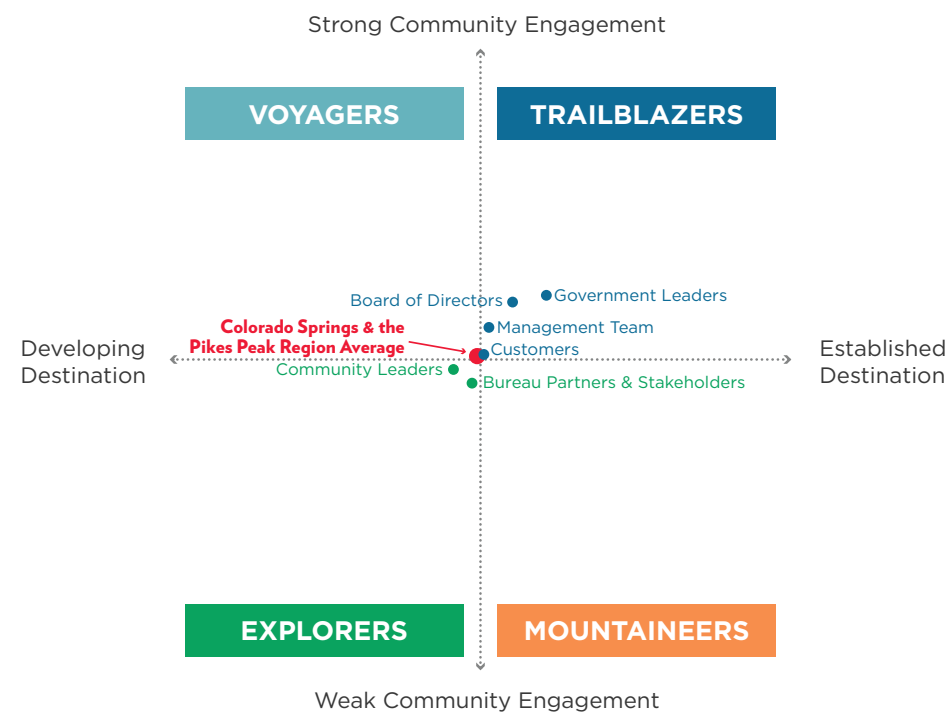 Strong Community Engagement
VOYAGERS
TRAILBLAZERS
Government Leaders
Board of Directors
Colorado Springs & the
Pikes Peak Region Average
Management Team
Customers
Developing
Destination
Established
Destination
Community Leaders
Bureau Partners & Stakeholders
EXPLORERS
MOUNTAINEERS
Weak Community Engagement